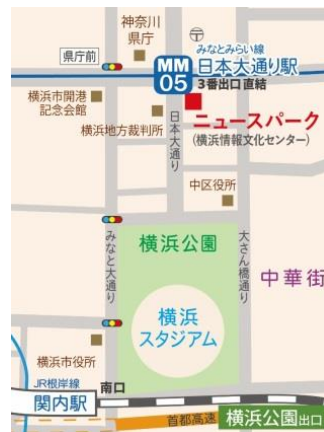 神奈川
県庁
県庁前
〒
みなとみらい線
MM
05
日本大通り駅
3番出口直結
横浜市開港
記念会館
横浜地方裁判所
日本大通り
ニュースパーク
(横浜情報文化センター)
中区役所
みなと大通り
横浜公園
大さん橋通り
中華街
横浜
スタジアム
横浜市役所
JR根岸線
南口
関内駅
首都高速
横浜公園出口